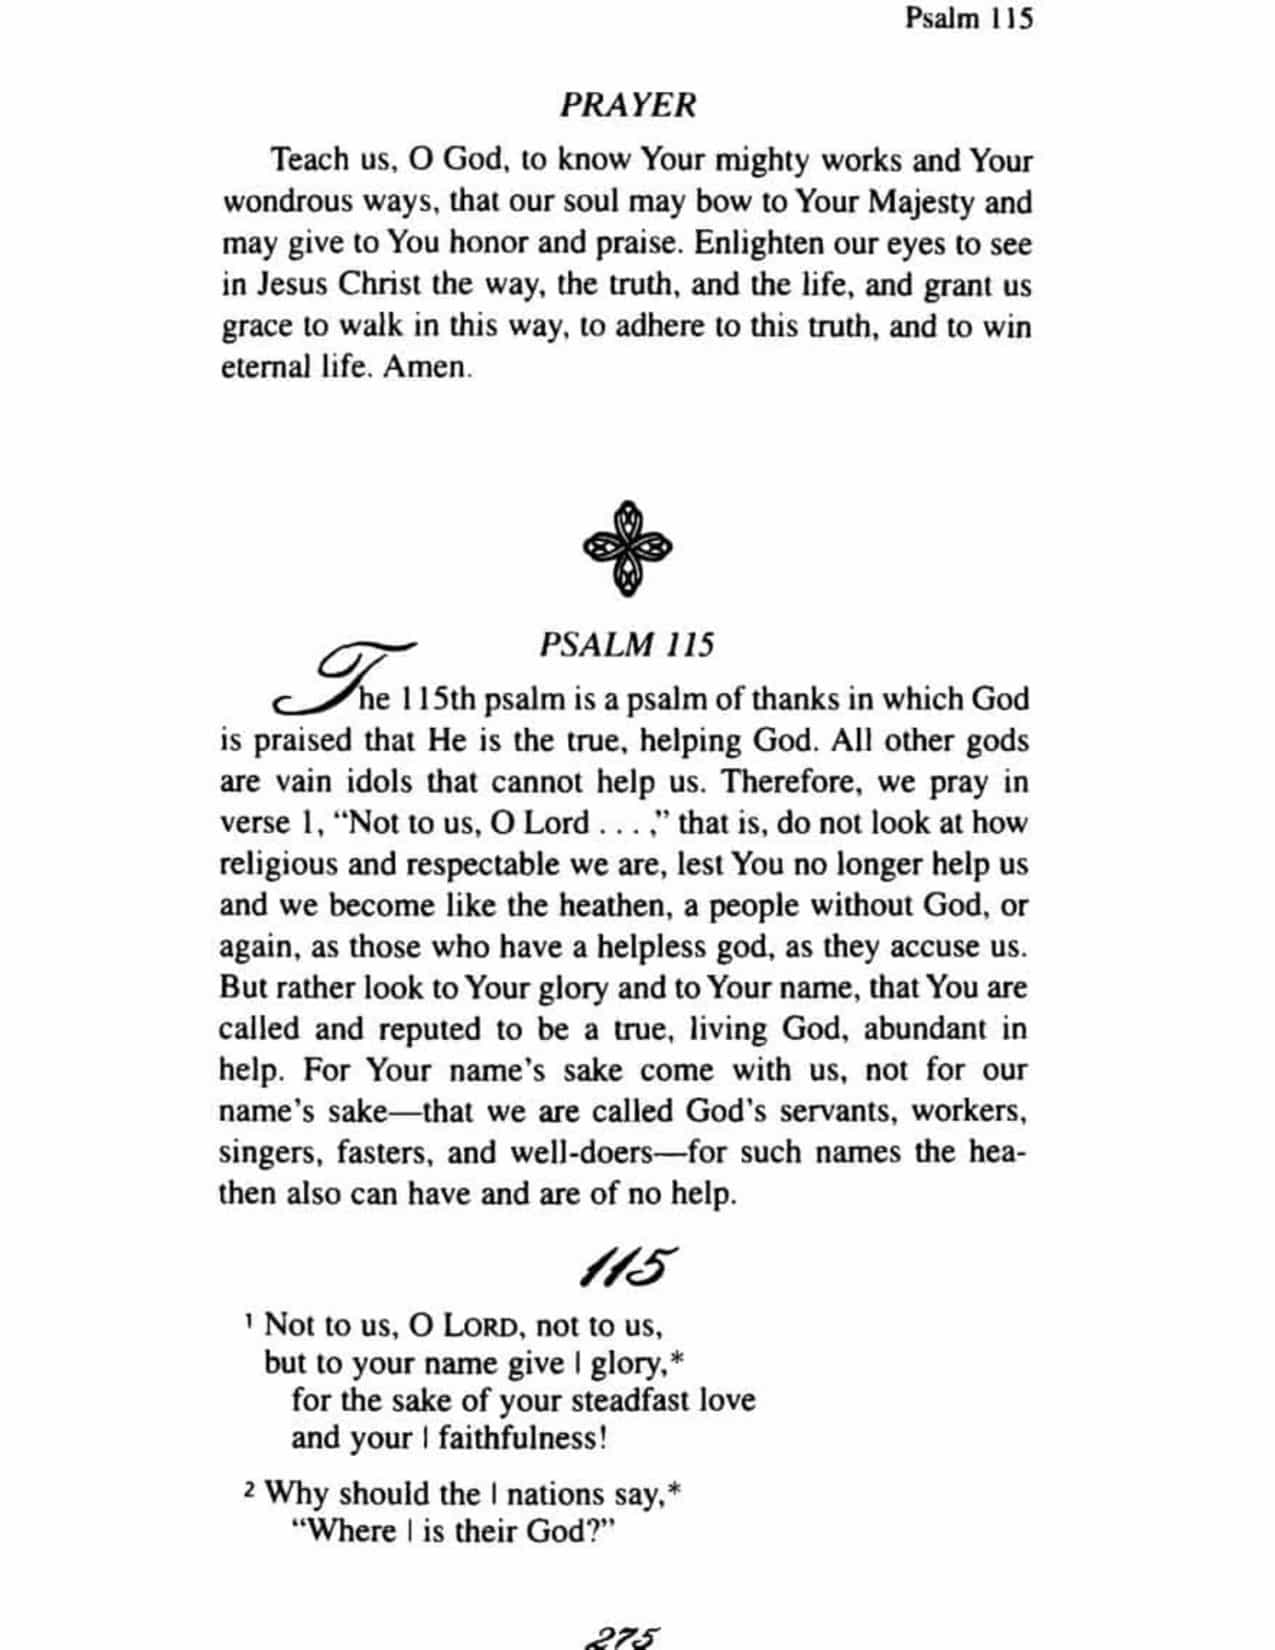 Psalm 115
PRAYER
Teach us, O God, to know Your mighty works and Your
wondrous ways, that our soul may bow to Your Majesty and
may give to You honor and praise. Enlighten our eyes to see
in Jesus Christ the way, the truth, and the life, and grant us
grace to walk in this way, to adhere to this truth, and to win
eternal life. Amen.
PSALM 115
The 115th psalm is a psalm of thanks in which God
is praised that He is the true, helping God. All other gods
are vain idols that cannot help us. Therefore, we pray in
verse 1, “Not to us, O Lord . . . ,” that is, do not look at how
religious and respectable we are, lest You no longer help us
and we become like the heathen, a people without God, or
again, as those who have a helpless god, as they accuse us.
But rather look to Your glory and to Your name, that You are
called and reputed to be a true, living God, abundant in
help. For Your name’s sake come with us, not for our
name’s sake—that we are called God’s servants, workers,
singers, fasters, and well-doers—for such names the hea-
then also can have and are of no help.
115
1 Not to us, O LORD, not to us,
but to your name give | glory,*
for the sake of your steadfast love
and your | faithfulness!
2 Why should the | nations say,*
“Where | is their God?”
275